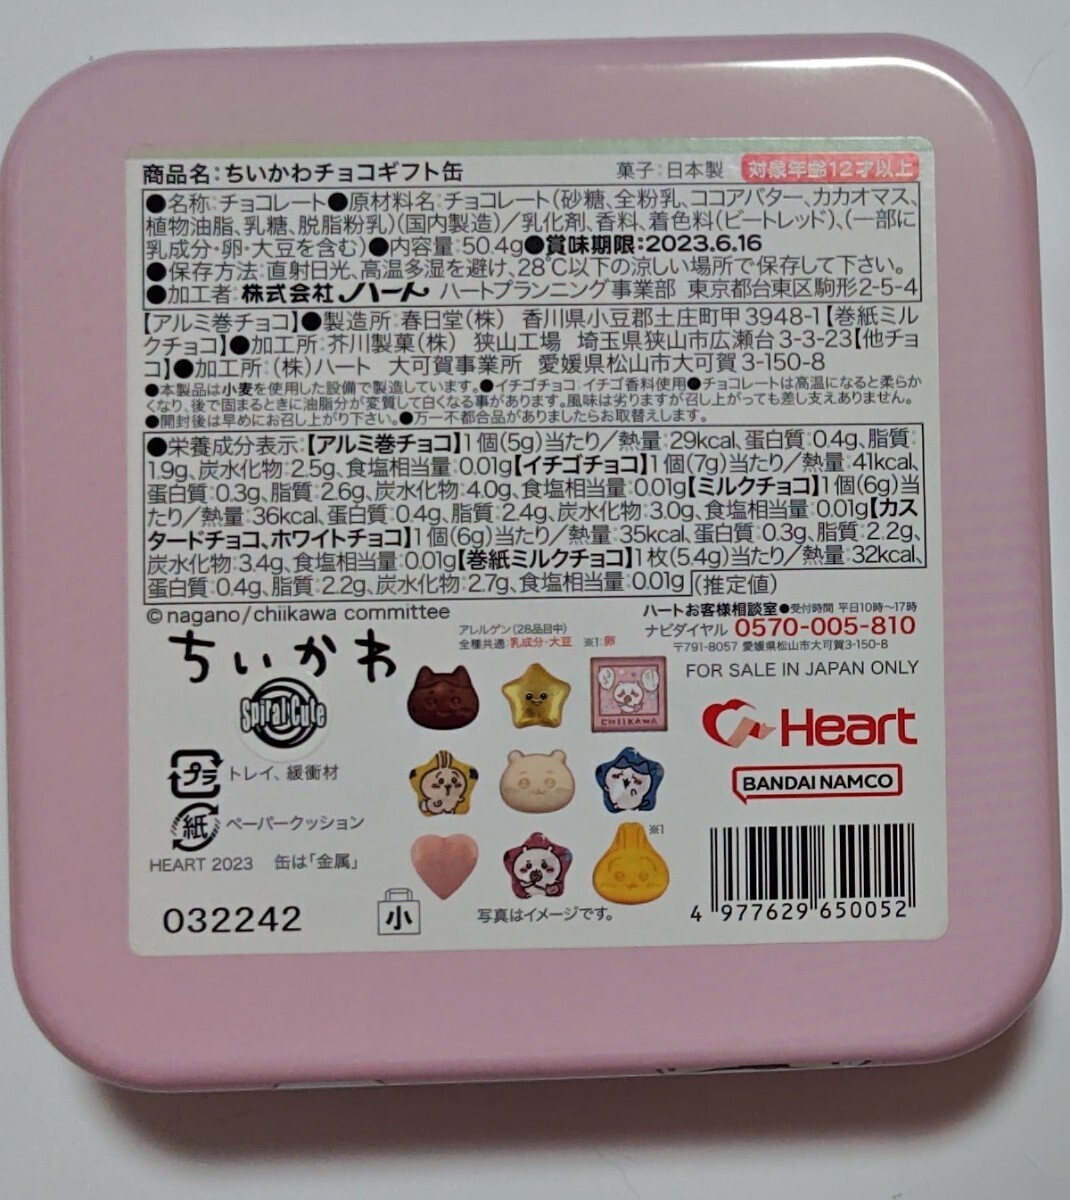 商品名:ちいかわチョコギフト缶 菓子:日本製 対象年齢12才以上
●名称:チョコレート●原材料名:チョコレート(砂糖、全粉乳、ココアバター、カカオマス、
植物油脂、乳糖、脱脂粉乳)(国内製造)/乳化剤、香料、着色料(ビートレッド)、(一部に
乳成分・卵・大豆を含む)●内容量:50.4g●賞味期限:2023.6.16
●保存方法:直射日光、高温多湿を避け、28℃以下の涼しい場所で保存して下さい。
●加工者:株式会社ハート ハートプランニング事業部 東京都台東区駒形2-5-4
【アルミ巻チョコ】●製造所:春日堂(株) 香川県小豆郡土庄町甲3948-1【巻紙ミル
クチョコ】●加工所:芥川製菓(株) 狭山工場 埼玉県狭山市広瀬台3-3-23【他チョ
コ】●加工所:(株)ハート 大可賀事業所 愛媛県松山市大可賀3-150-8
●本製品は小麦を使用した設備で製造しています。●イチゴチョコ:イチゴ香料使用●チョコレートは高温になると柔らか
くなり、後で固まるときに油脂分が変質して白くなる事があります。風味は劣りますが召し上がっても差し支えありません。
●開封後は早めにお召し上がり下さい。●万一不都合品がありましたらお取替えします。
●栄養成分表示:【アルミ巻チョコ】1個(5g)当たり/熱量:29kcal、蛋白質:0.4g、脂質:
1.9g、炭水化物:2.5g、食塩相当量:0.01g【イチゴチョコ】1個(7g)当たり/熱量:41kcal、
蛋白質:0.3g、脂質:2.6g、炭水化物:4.0g、食塩相当量:0.01g【ミルクチョコ】1個(6g)当
たり/熱量:36kcal、蛋白質:0.4g、脂質:2.4g、炭水化物:3.0g、食塩相当量:0.01g【カス
タードチョコ、ホワイトチョコ】1個(6g)当たり/熱量:35kcal、蛋白質:0.3g、脂質:2.2g、
炭水化物:3.4g、食塩相当量:0.01g【巻紙ミルクチョコ】1枚(5.4g)当たり/熱量:32kcal、
蛋白質:0.4g、脂質:2.2g、炭水化物:2.7g、食塩相当量:0.01g (推定値)
©nagano/chiikawa committee
ハートお客様相談室●受付時間 平日10時〜17時
ナビダイヤル 0570-005-810
〒791-8057 愛媛県松山市大可賀3-150-8
アレルゲン(28品目中)
全種共通:乳成分・大豆 ※1:卵
ちいかわ
FOR SALE IN JAPAN ONLY
Spiral Cute
CHIIKAWA
Heart
BANDAI NAMCO
プラ トレイ、緩衝材
紙 ペーパークッション
※1
HEART 2023 缶は「金属」
032242
小
写真はイメージです。
4 977629 650052